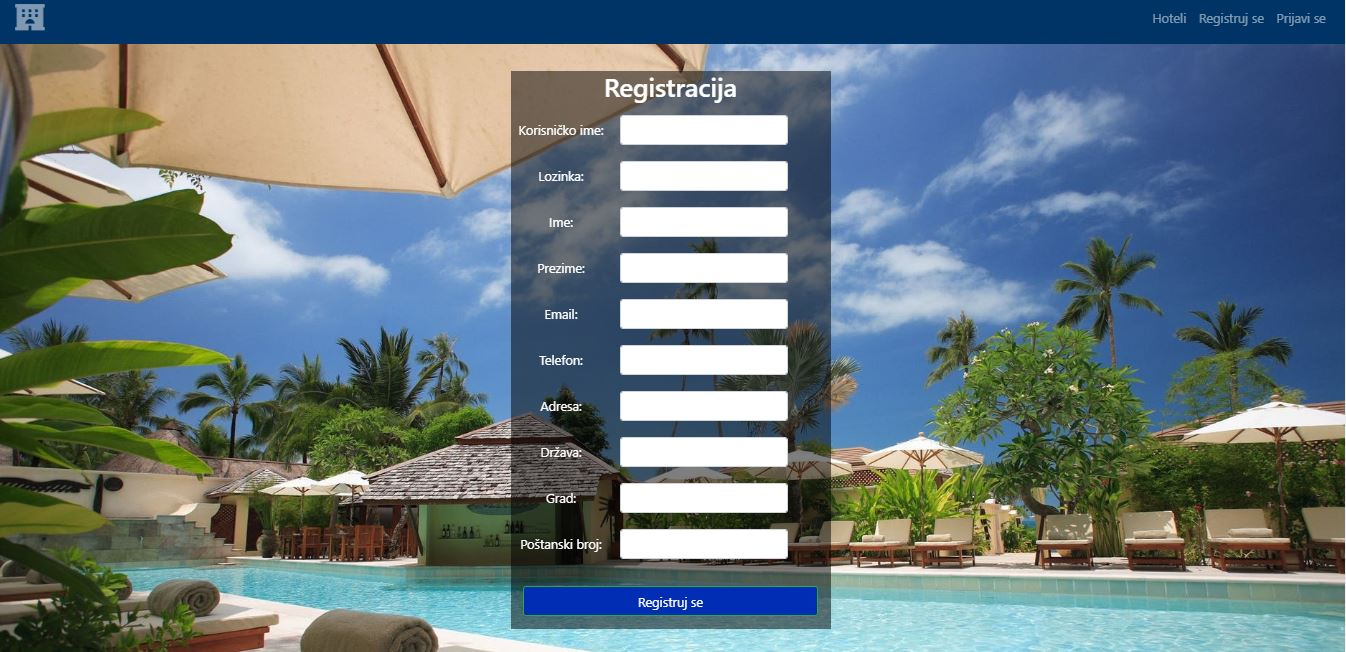 Hoteli Registruj se Prijavi se
Registracija
Korisničko ime:
Lozinka:
Ime:
Prezime:
Email:
Telefon:
Adresa:
Država:
Grad:
Poštanski broj:
Registruj se